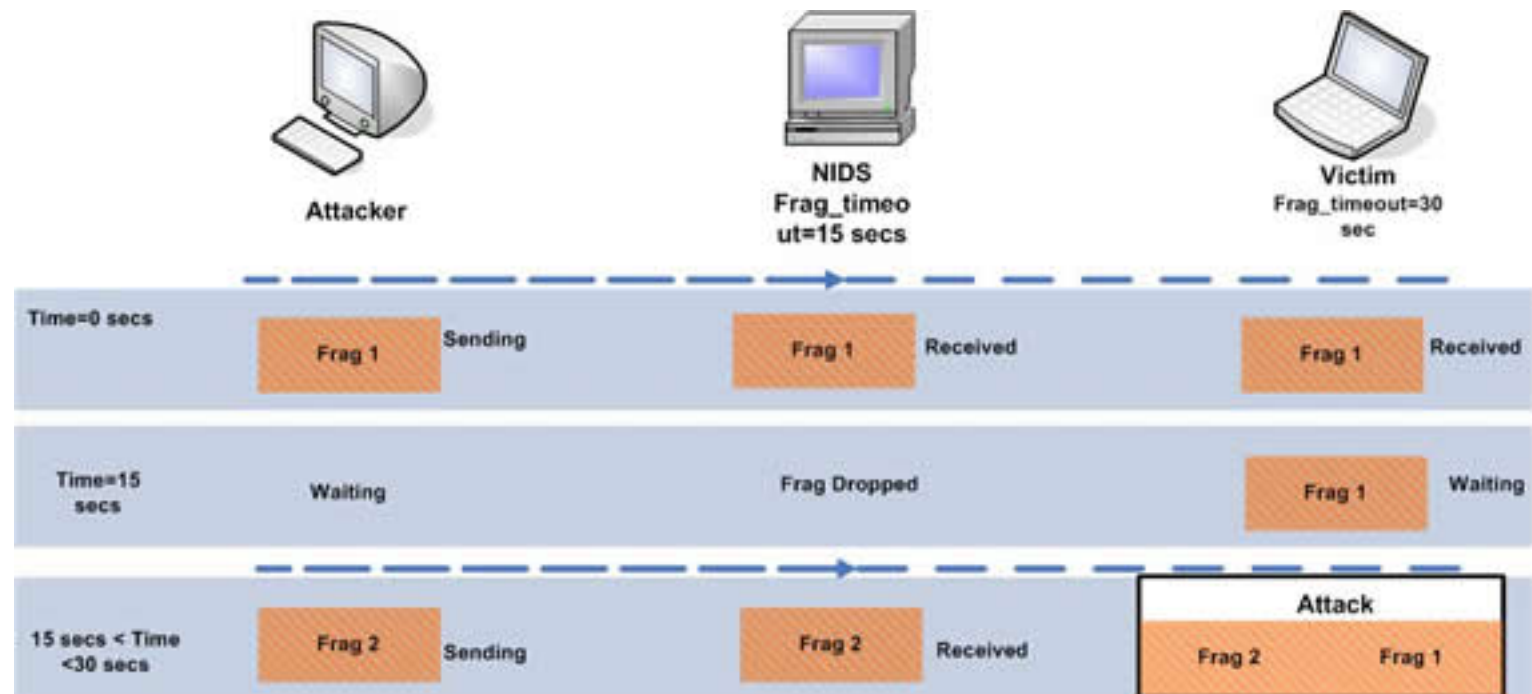 Attacker
NIDS
Frag_timeo
ut=15 secs
Victim
Frag_timeout=30
sec
Time=0 secs
Frag 1
Sending
Frag 1
Received
Frag 1
Received
Time=15
secs
Waiting
Frag Dropped
Frag 1
Waiting
15 secs < Time
<30 secs
Frag 2
Sending
Frag 2
Received
Attack
Frag 2
Frag 1